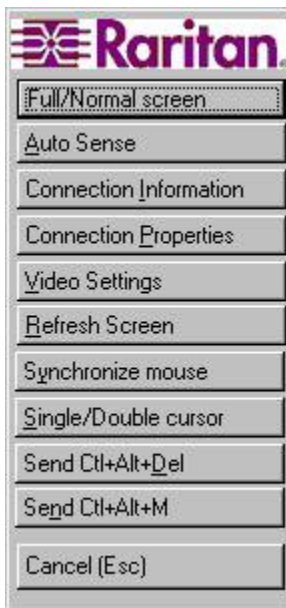 Raritan.
Full/Normal screen
Auto Sense
Connection Information
Connection Properties
Video Settings
Refresh Screen
Synchronize mouse
Single/Double cursor
Send Ctl+Alt+Del
Send Ctl+Alt+M
Cancel (Esc)